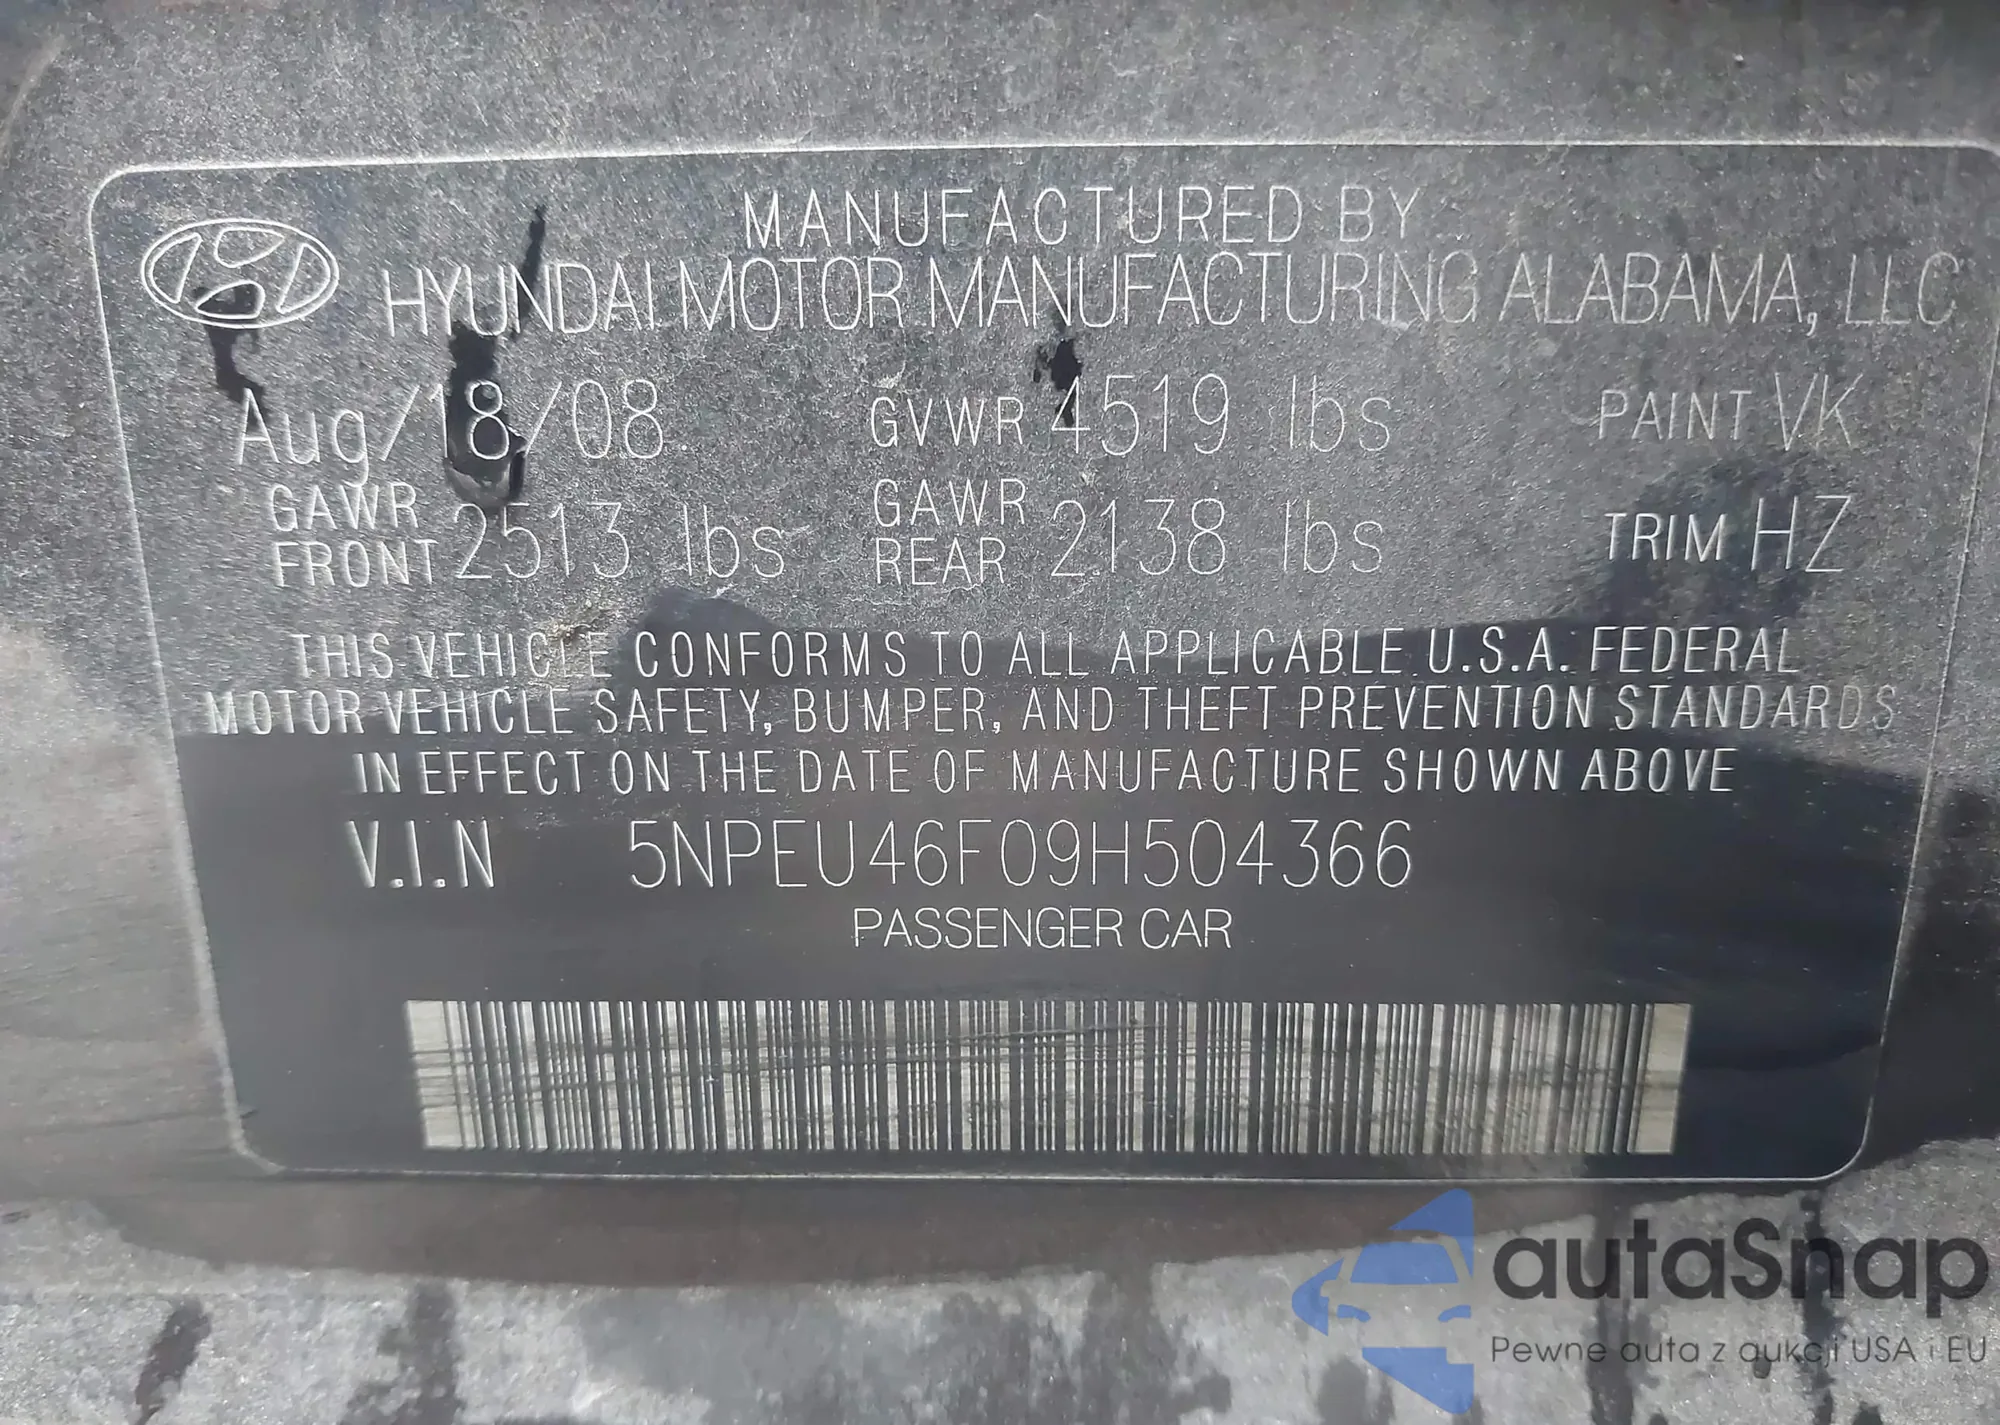 MANUFACTURED BY
HYUNDAI MOTOR MANUFACTURING ALABAMA, LLC
Aug/18/08 GVWR 4519 lbs PAINT VK
GAWR FRONT 2513 lbs GAWR REAR 2138 lbs TRIM HZ
THIS VEHICLE CONFORMS TO ALL APPLICABLE U.S.A. FEDERAL
MOTOR VEHICLE SAFETY, BUMPER, AND THEFT PREVENTION STANDARDS
IN EFFECT ON THE DATE OF MANUFACTURE SHOWN ABOVE
V.I.N 5NPEU46F09H504366
PASSENGER CAR
autaSnap
Pewne auta z aukcji USA i EU